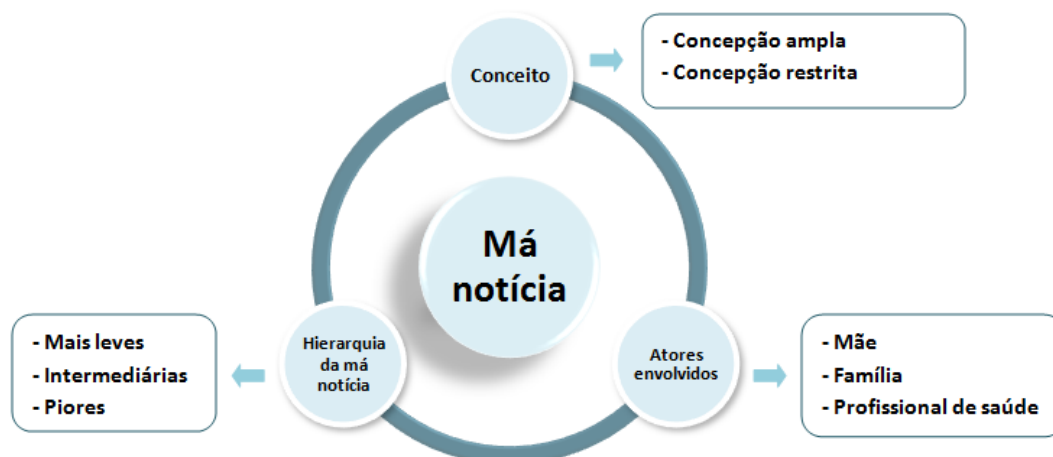 Conceito
- Concepção ampla
- Concepção restrita
Má
notícia
Hierarquia
da má
notícia
- Mais leves
- Intermediárias
- Piores
Atores
envolvidos
- Mãe
- Família
- Profissional de saúde